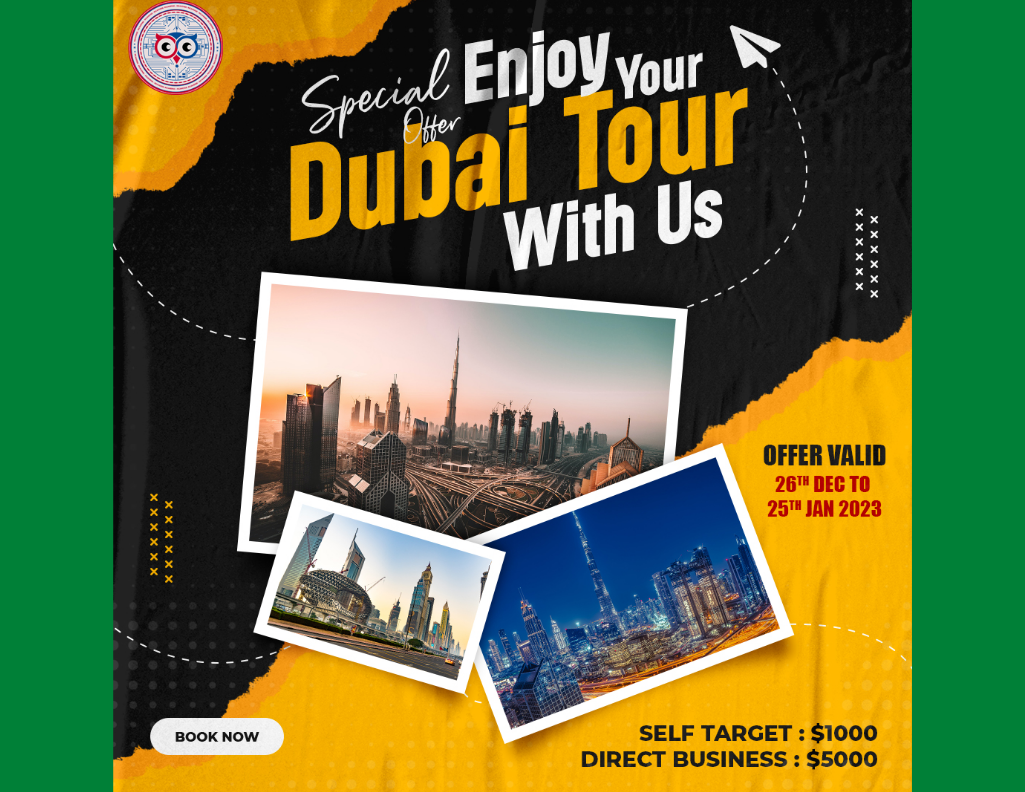 Special Offer
Enjoy Your
Dubai Tour
With Us
OFFER VALID
26TH DEC TO
25TH JAN 2023
BOOK NOW
SELF TARGET : $1000
DIRECT BUSINESS : $5000